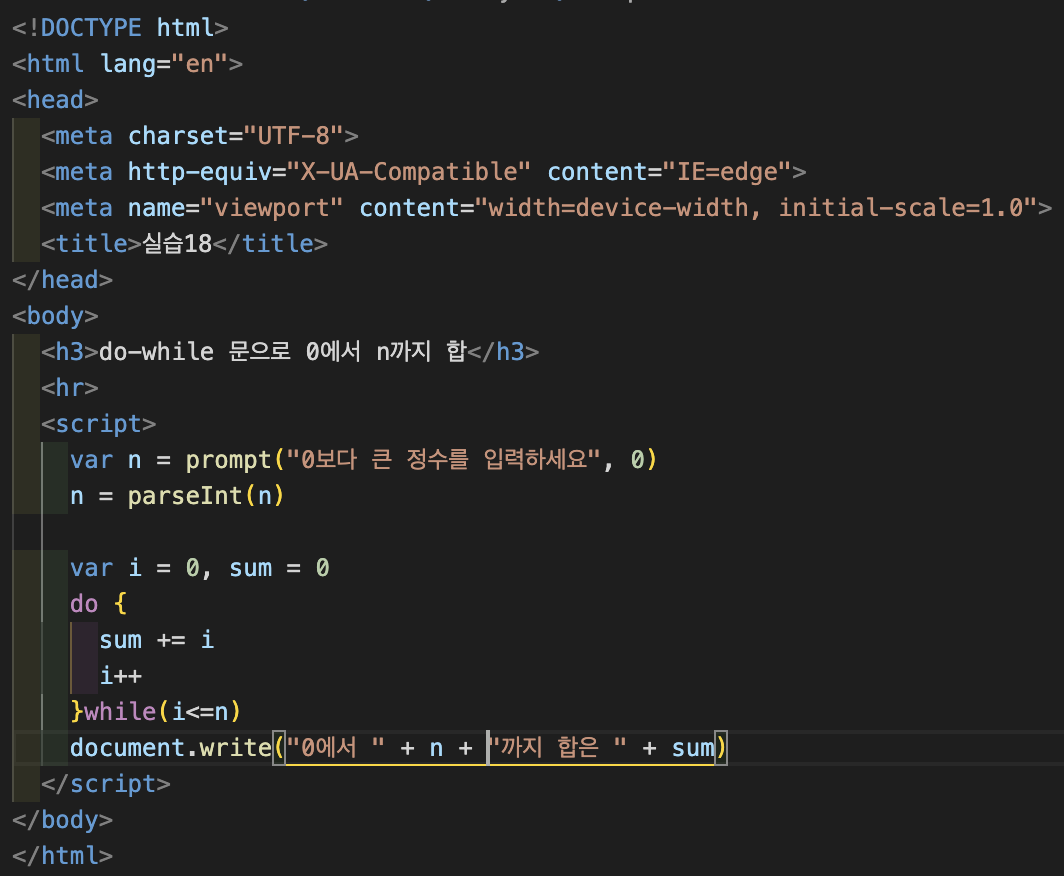 <!DOCTYPE html>
<html lang="en">
<head>
<meta charset="UTF-8">
<meta http-equiv="X-UA-Compatible" content="IE=edge">
<meta name="viewport" content="width=device-width, initial-scale=1.0">
<title>실습18</title>
</head>
<body>
<h3>do-while 문으로 0에서 n까지 합</h3>
<hr>
<script>
var n = prompt("0보다 큰 정수를 입력하세요", 0)
n = parseInt(n)
var i = 0, sum = 0
do {
sum += i
i++
}while(i<=n)
document.write("0에서 " + n + "까지 합은 " + sum)
</script>
</body>
</html>